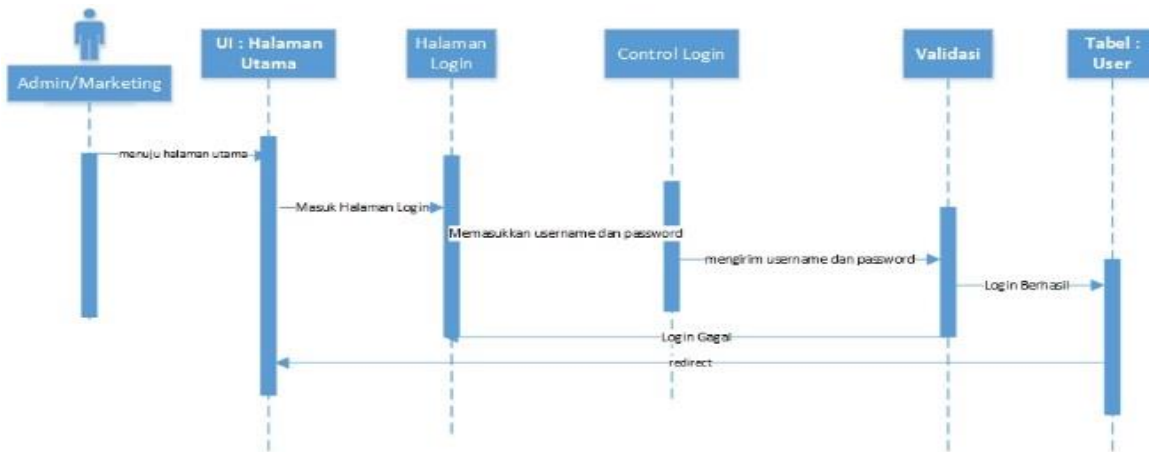 Admin/Marketing
UI : Halaman
Utama
Halaman
Login
Control Login
Validasi
Tabel :
User
menuju halaman utama
Masuk Halaman Login
Memasukkan username dan password
mengirim username dan password
Login Berhasil
Login Gagal
redirect